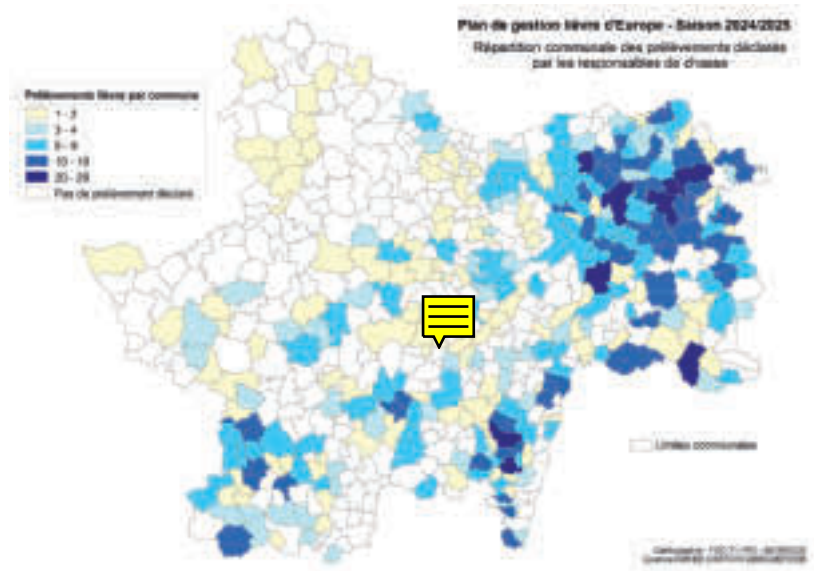 Plan de gestion lièvre d'Europe - Saison 2024/2025
Répartition communale des prélèvements déclarés
par les responsables de chasse
Prélèvements lièvre par commune
1 - 2
3 - 4
5 - 9
10 - 19
20 - 29
Pas de prélèvement déclaré
Limites communales